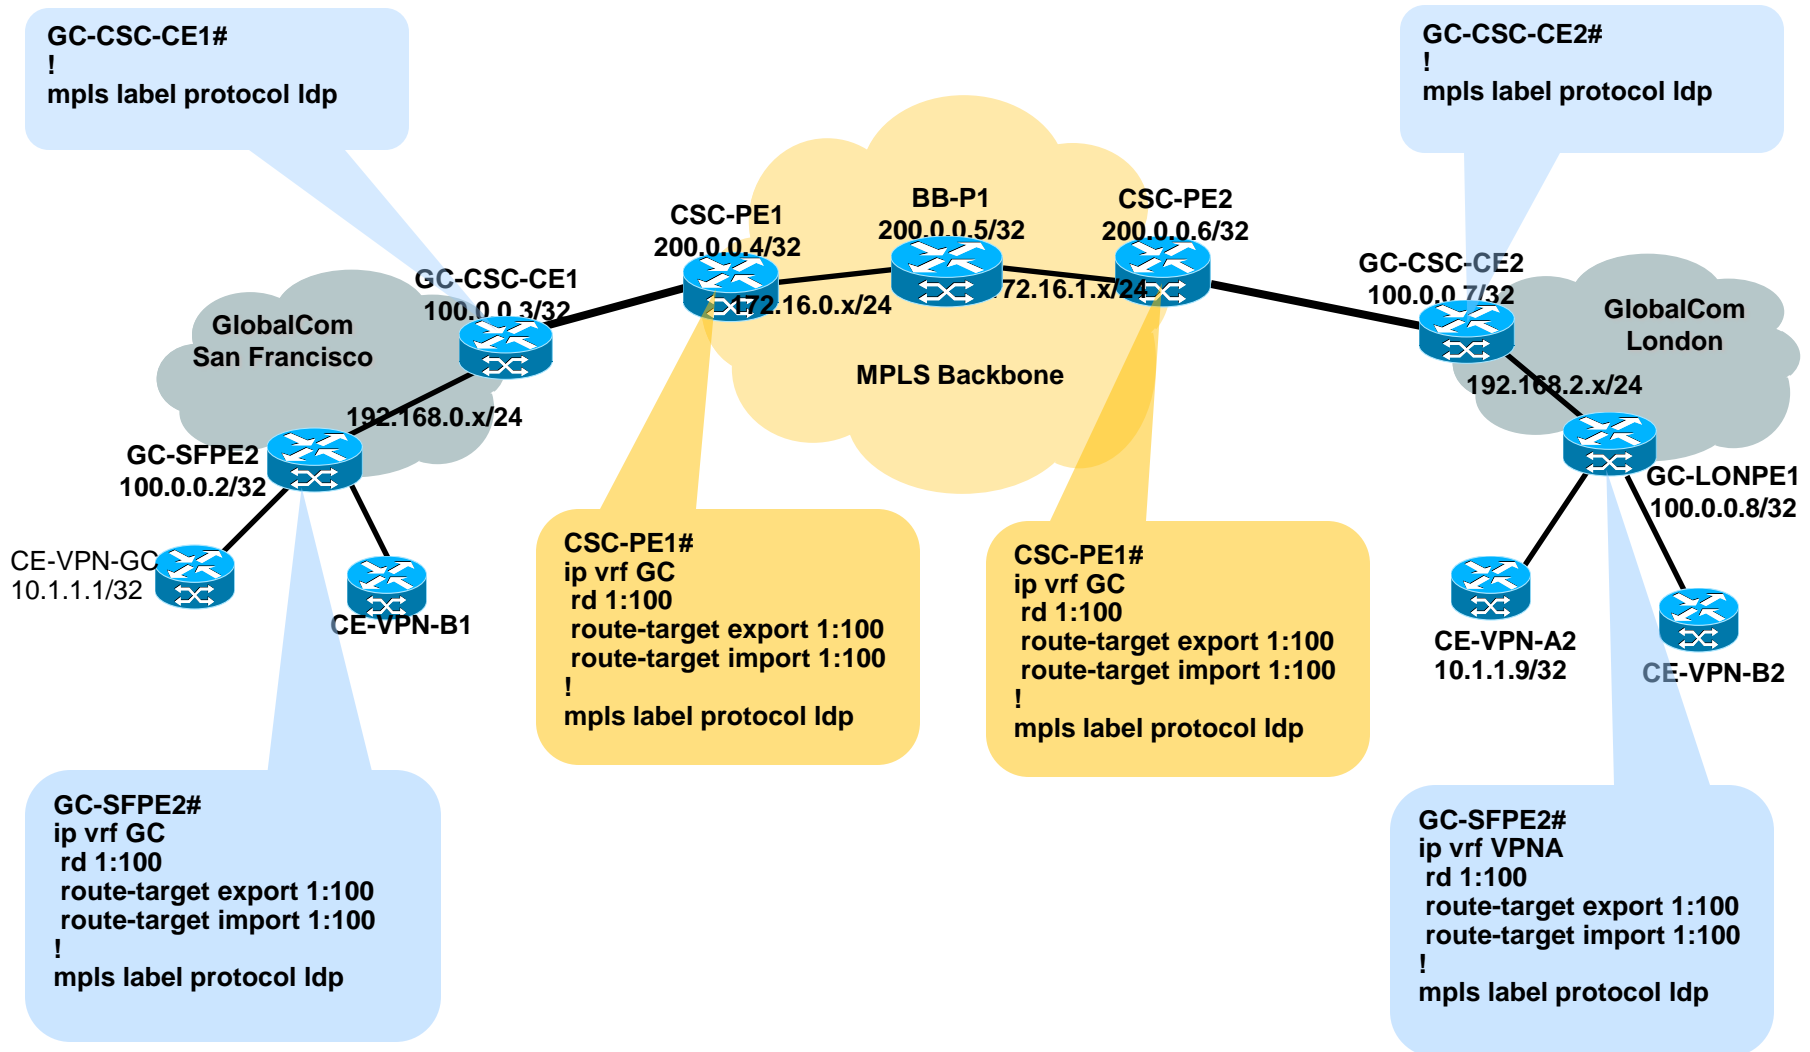 GC-CSC-CE1#
!
mpls label protocol ldp
GC-CSC-CE2#
!
mpls label protocol ldp
CSC-PE1
200.0.0.4/32
BB-P1
200.0.0.5/32
CSC-PE2
200.0.0.6/32
GC-CSC-CE1
100.0.0.3/32
GC-CSC-CE2
100.0.0.7/32
172.16.0.x/24
172.16.1.x/24
GlobalCom
San Francisco
GlobalCom
London
MPLS Backbone
192.168.0.x/24
192.168.2.x/24
GC-SFPE2
100.0.0.2/32
GC-LONPE1
100.0.0.8/32
CE-VPN-GC
10.1.1.1/32
CE-VPN-B1
CE-VPN-A2
10.1.1.9/32
CE-VPN-B2
CSC-PE1#
ip vrf GC
rd 1:100
route-target export 1:100
route-target import 1:100
!
mpls label protocol ldp
CSC-PE1#
ip vrf GC
rd 1:100
route-target export 1:100
route-target import 1:100
!
mpls label protocol ldp
GC-SFPE2#
ip vrf GC
rd 1:100
route-target export 1:100
route-target import 1:100
!
mpls label protocol ldp
GC-SFPE2#
ip vrf VPNA
rd 1:100
route-target export 1:100
route-target import 1:100
!
mpls label protocol ldp